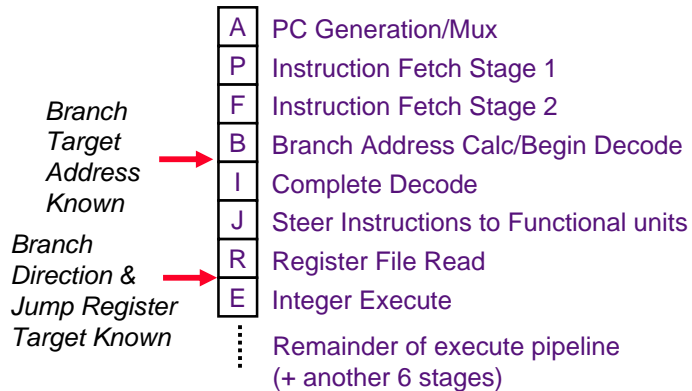 A PC Generation/Mux
P Instruction Fetch Stage 1
F Instruction Fetch Stage 2
Branch
Target
Address
Known
B Branch Address Calc/Begin Decode
I Complete Decode
J Steer Instructions to Functional units
Branch
Direction &
Jump Register
Target Known
R Register File Read
E Integer Execute
Remainder of execute pipeline
(+ another 6 stages)